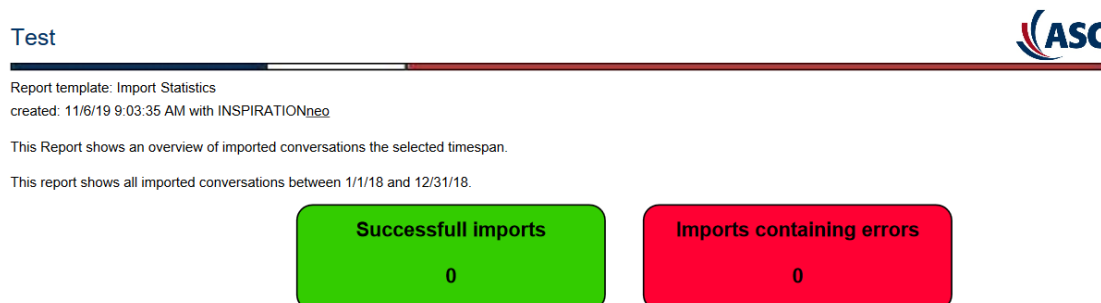 Test
ASC
Report template: Import Statistics
created: 11/6/19 9:03:35 AM with INSPIRATIONneo
This Report shows an overview of imported conversations the selected timespan.
This report shows all imported conversations between 1/1/18 and 12/31/18.
Successfull imports
Imports containing errors
0
0